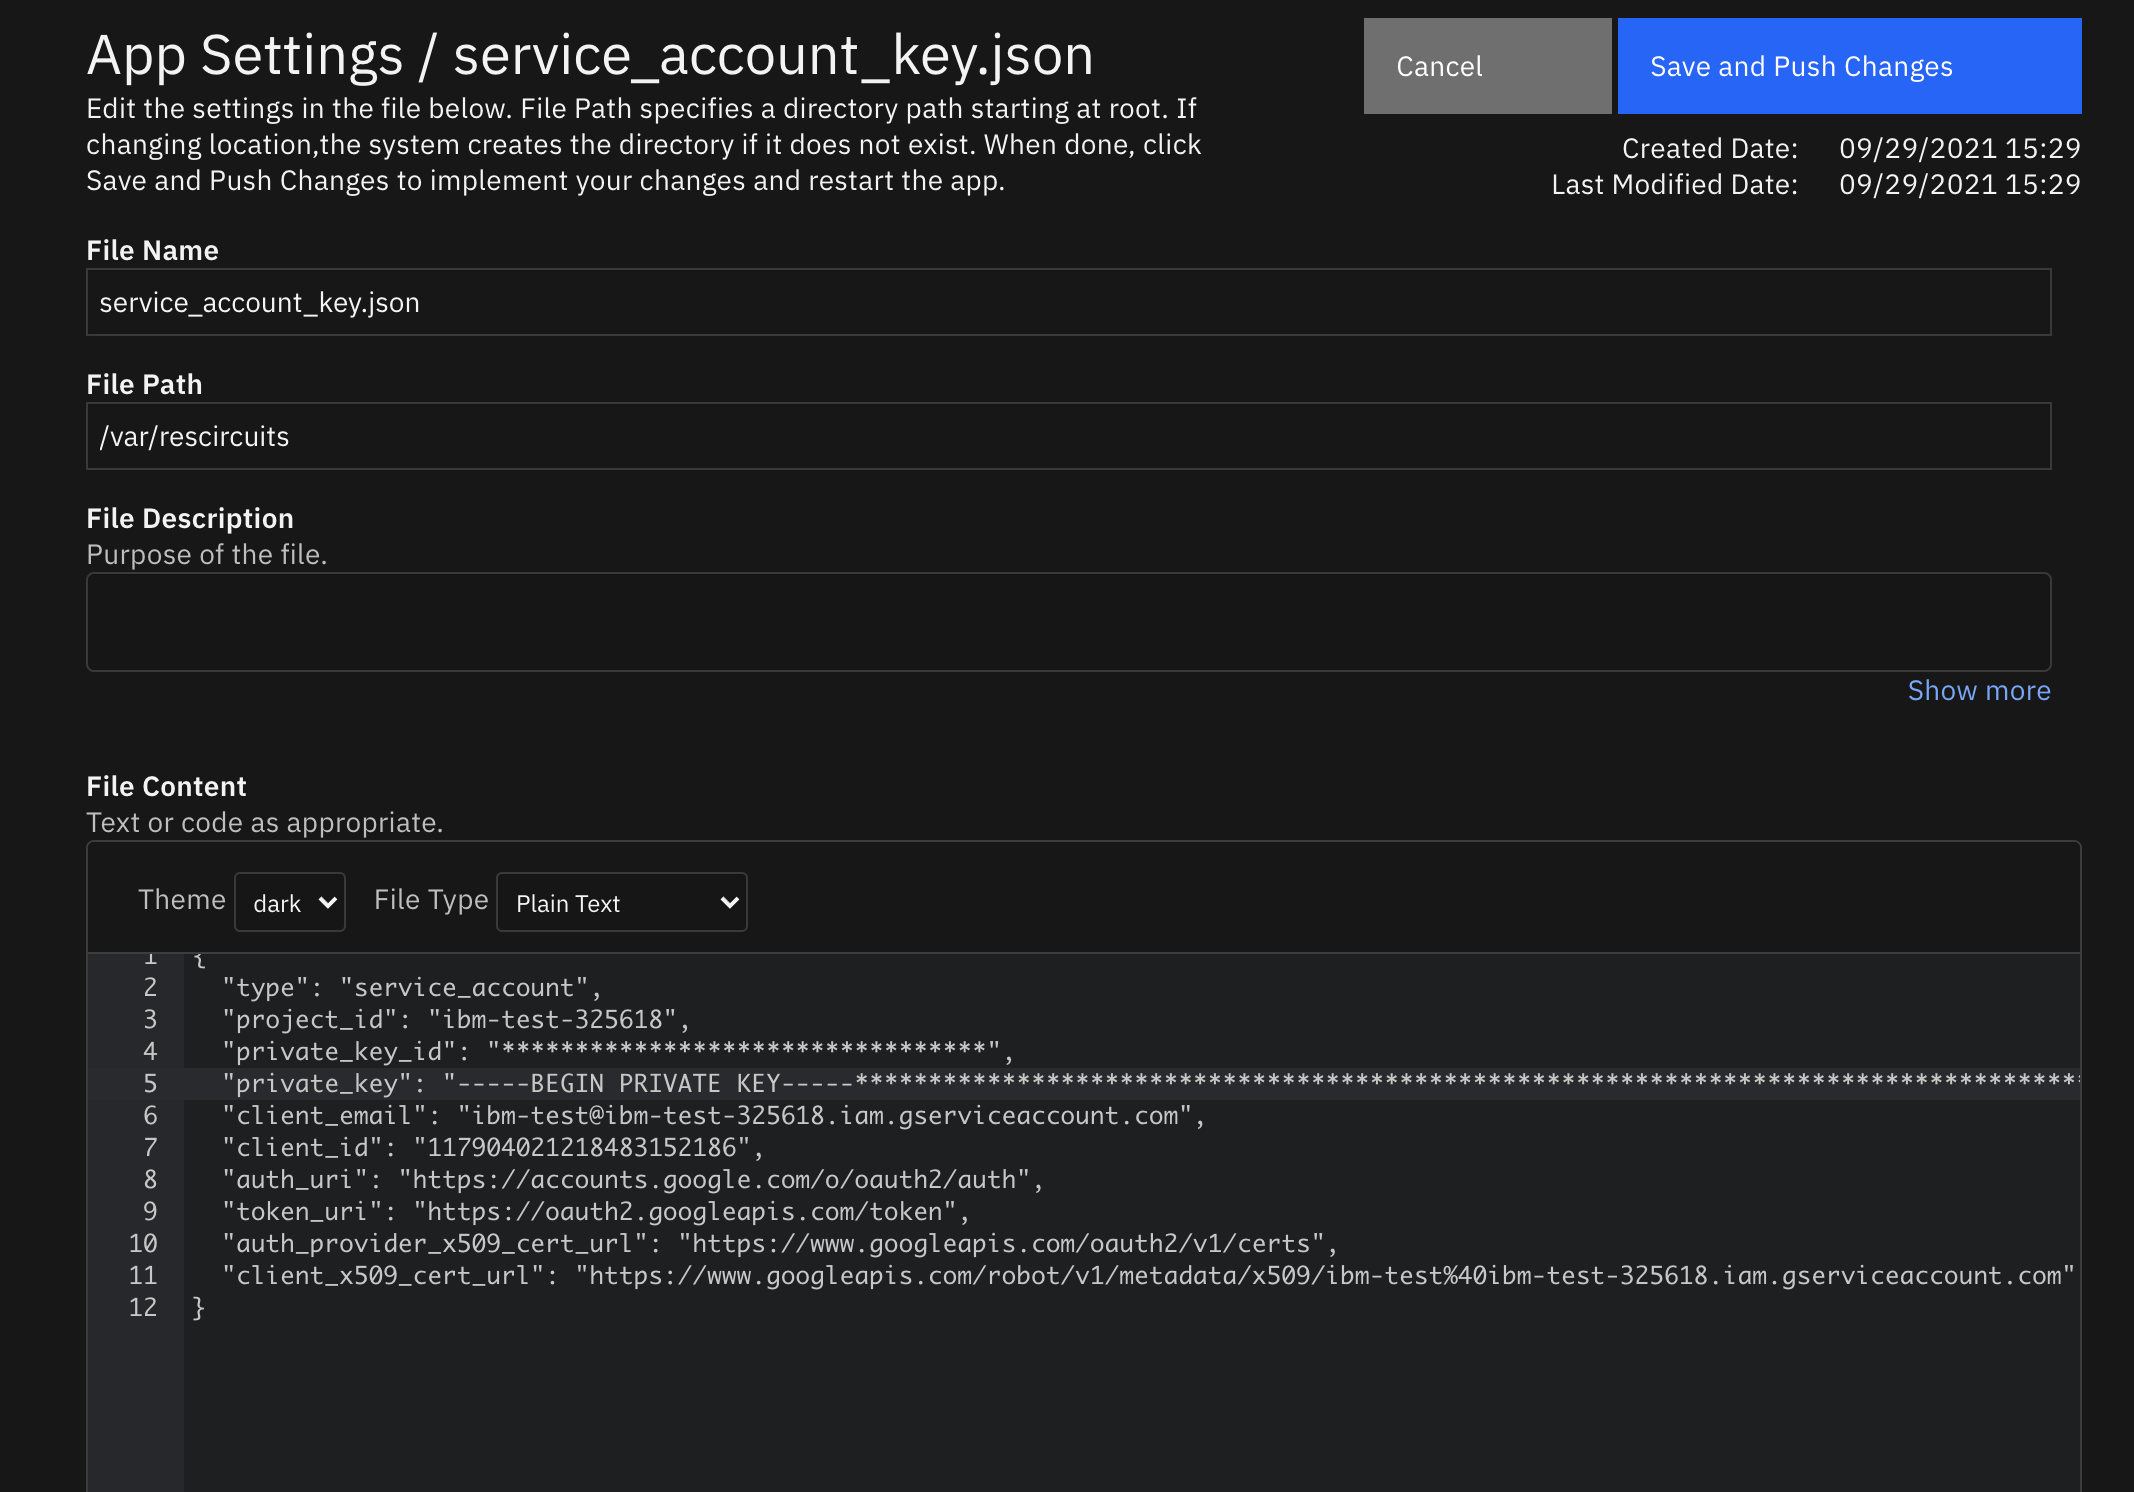 App Settings / service_account_key.json
Cancel
Save and Push Changes
Edit the settings in the file below. File Path specifies a directory path starting at root. If
changing location,the system creates the directory if it does not exist. When done, click
Save and Push Changes to implement your changes and restart the app.
Created Date: 09/29/2021 15:29
Last Modified Date: 09/29/2021 15:29
File Name
service_account_key.json
File Path
/var/rescircuits
File Description
Purpose of the file.
Show more
File Content
Text or code as appropriate.
Theme dark File Type Plain Text
1 {
2 "type": "service_account",
3 "project_id": "ibm-test-325618",
4 "private_key_id": "*********************************",
5 "private_key": "-----BEGIN PRIVATE KEY-----************************************************************************************
6 "client_email": "ibm-test@ibm-test-325618.iam.gserviceaccount.com",
7 "client_id": "117904021218483152186",
8 "auth_uri": "https://accounts.google.com/o/oauth2/auth",
9 "token_uri": "https://oauth2.googleapis.com/token",
10 "auth_provider_x509_cert_url": "https://www.googleapis.com/oauth2/v1/certs",
11 "client_x509_cert_url": "https://www.googleapis.com/robot/v1/metadata/x509/ibm-test%40ibm-test-325618.iam.gserviceaccount.com"
12 }